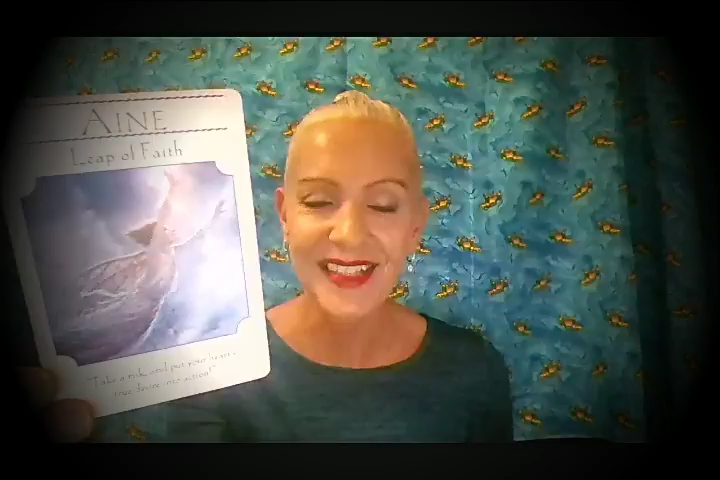 AINE
Leap of Faith
"Take a risk, and put your heart's
true desire into action!"